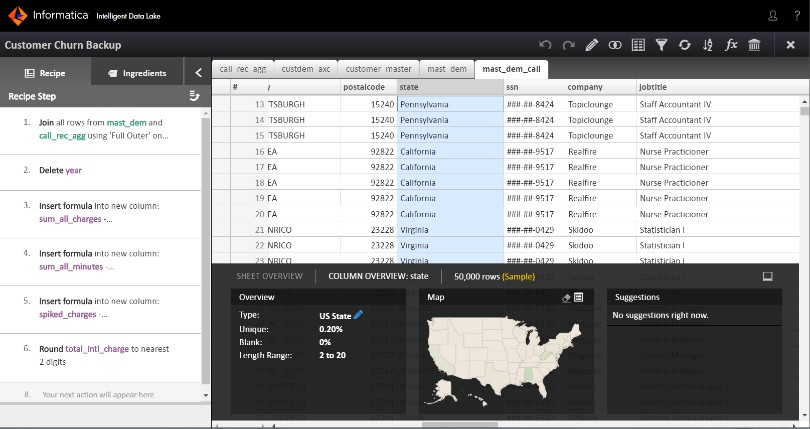 Informatica Intelligent Data Lake
Customer Churn Backup
Recipe Ingredients
Recipe Step
1. Join all rows from mast_dem and
call_rec_agg using 'Full Outer' on...
2. Delete year
3. Insert formula into new column:
sum_all_charges -...
4. Insert formula into new column:
sum_all_minutes -...
5. Insert formula into new column:
spiked_charges -...
6. Round total_intl_charge to nearest
2 digits
#. Your next action will appear here
call_rec_agg custdem_axc customer_master mast_dem mast_dem_call
# postalcode state ssn company jobtitle
13 TSBURGH 15240 Pennsylvania ###-##-8424 Topiclounge Staff Accountant IV
14 TSBURGH 15240 Pennsylvania ###-##-8424 Topiclounge Staff Accountant IV
15 TSBURGH 15240 Pennsylvania ###-##-8424 Topiclounge Staff Accountant IV
16 EA 92822 California ###-##-9517 Realfire Nurse Practicioner
17 EA 92822 California ###-##-9517 Realfire Nurse Practicioner
18 EA 92822 California ###-##-9517 Realfire Nurse Practicioner
19 EA 92822 California ###-##-9517 Realfire Nurse Practicioner
20 EA 92822 California ###-##-9517 Realfire Nurse Practicioner
21 NRICO 23228 Virginia ###-##-0429 Skidoo Statistician I
22 NRICO 23228 Virginia ###-##-0429 Skidoo Statistician I
23 NRICO 23228 Virginia ###-##-0429 Skidoo Statistician I
SHEET OVERVIEW COLUMN OVERVIEW: state 50,000 rows (Sample)
Overview
Type: US State
Unique: 0.20%
Blank: 0%
Length Range: 2 to 20
Map
Suggestions
No suggestions right now.